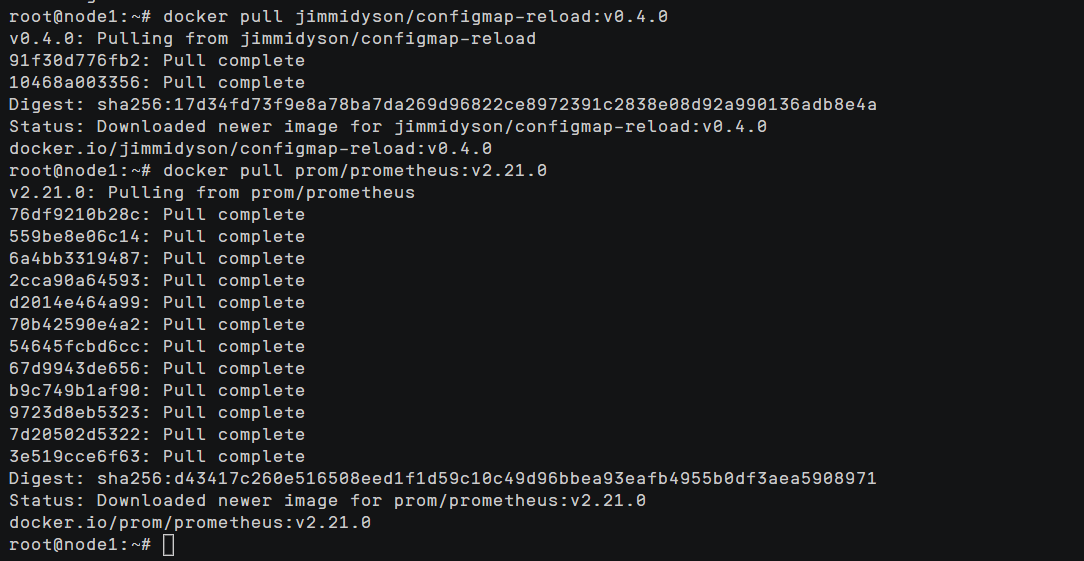 root@node1:~# docker pull jimmidyson/configmap-reload:v0.4.0
v0.4.0: Pulling from jimmidyson/configmap-reload
91f30d776fb2: Pull complete
10468a003356: Pull complete
Digest: sha256:17d34fd73f9e8a78ba7da269d96822ce8972391c2838e08d92a990136adb8e4a
Status: Downloaded newer image for jimmidyson/configmap-reload:v0.4.0
docker.io/jimmidyson/configmap-reload:v0.4.0
root@node1:~# docker pull prom/prometheus:v2.21.0
v2.21.0: Pulling from prom/prometheus
76df9210b28c: Pull complete
559be8e06c14: Pull complete
6a4bb3319487: Pull complete
2cca90a64593: Pull complete
d2014e464a99: Pull complete
70b42590e4a2: Pull complete
54645fcbd6cc: Pull complete
67d9943de656: Pull complete
b9c749b1af90: Pull complete
9723d8eb5323: Pull complete
7d20502d5322: Pull complete
3e519cce6f63: Pull complete
Digest: sha256:d43417c260e516508eed1f1d59c10c49d96bbea93eafb4955b0df3aea5908971
Status: Downloaded newer image for prom/prometheus:v2.21.0
docker.io/prom/prometheus:v2.21.0
root@node1:~#